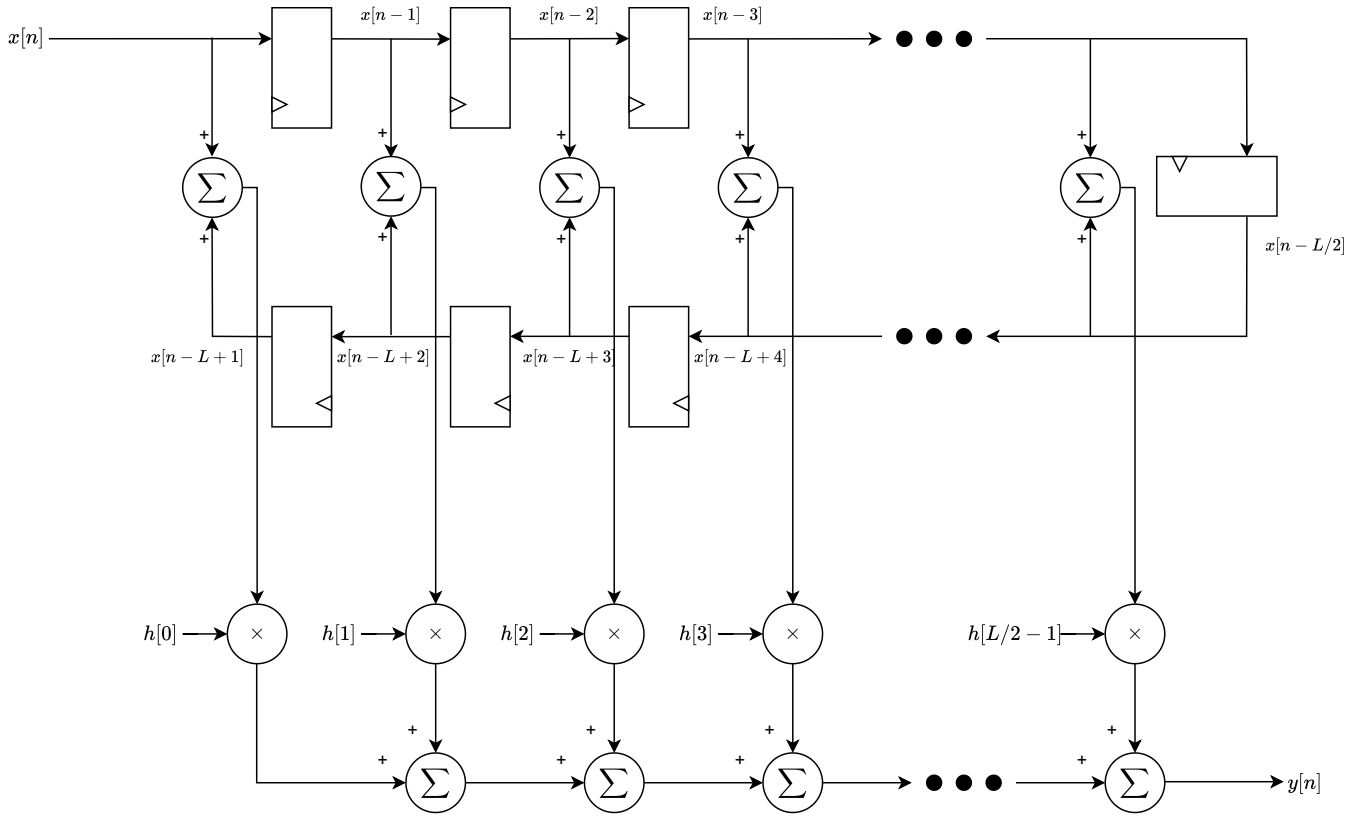 x[n − 1] x[n − 2] x[n − 3]
x[n]
+ + + + +
Σ Σ Σ Σ Σ
+ + + + +
x[n − L/2]
x[n − L + 1] x[n − L + 2] x[n − L + 3] x[n − L + 4]
h[0] × h[1] × h[2] × h[3] × h[L/2 − 1] ×
+ + + +
+ + + +
Σ Σ Σ Σ y[n]